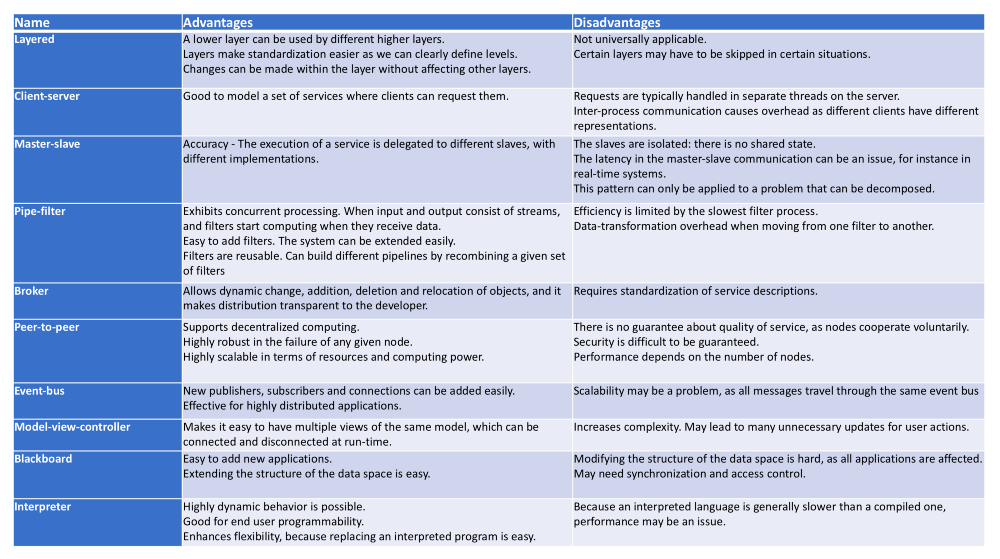 Name Advantages Disadvantages
Layered
A lower layer can be used by different higher layers.
Layers make standardization easier as we can clearly define levels.
Changes can be made within the layer without affecting other layers.
Not universally applicable.
Certain layers may have to be skipped in certain situations.
Client-server
Good to model a set of services where clients can request them.
Requests are typically handled in separate threads on the server.
Inter-process communication causes overhead as different clients have different
representations.
Master-slave
Accuracy - The execution of a service is delegated to different slaves, with
different implementations.
The slaves are isolated: there is no shared state.
The latency in the master-slave communication can be an issue, for instance in
real-time systems.
This pattern can only be applied to a problem that can be decomposed.
Pipe-filter
Exhibits concurrent processing. When input and output consist of streams,
and filters start computing when they receive data.
Easy to add filters. The system can be extended easily.
Filters are reusable. Can build different pipelines by recombining a given set
of filters
Efficiency is limited by the slowest filter process.
Data-transformation overhead when moving from one filter to another.
Broker
Allows dynamic change, addition, deletion and relocation of objects, and it
makes distribution transparent to the developer.
Requires standardization of service descriptions.
Peer-to-peer
Supports decentralized computing.
Highly robust in the failure of any given node.
Highly scalable in terms of resources and computing power.
There is no guarantee about quality of service, as nodes cooperate voluntarily.
Security is difficult to be guaranteed.
Performance depends on the number of nodes.
Event-bus
New publishers, subscribers and connections can be added easily.
Effective for highly distributed applications.
Scalability may be a problem, as all messages travel through the same event bus
Model-view-controller
Makes it easy to have multiple views of the same model, which can be
connected and disconnected at run-time.
Increases complexity. May lead to many unnecessary updates for user actions.
Blackboard
Easy to add new applications.
Extending the structure of the data space is easy.
Modifying the structure of the data space is hard, as all applications are affected.
May need synchronization and access control.
Interpreter
Highly dynamic behavior is possible.
Good for end user programmability.
Enhances flexibility, because replacing an interpreted program is easy.
Because an interpreted language is generally slower than a compiled one,
performance may be an issue.